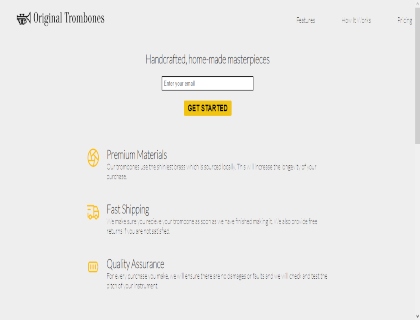 Original Trombones
Features
How It Works
Pricing
Handcrafted, home-made masterpieces
Enter your email
GET STARTED
Premium Materials
Our trombones use the shiniest brass which is sourced locally. This will increase the longevity of your
purchase.
Fast Shipping
We make sure you recieve your trombone as soon as we have finished making it. We also provide free
returns if you are not satisfied.
Quality Assurance
For every purchase you make, we will ensure there are no damages or faults and we will check and test the
pitch of your instrument.